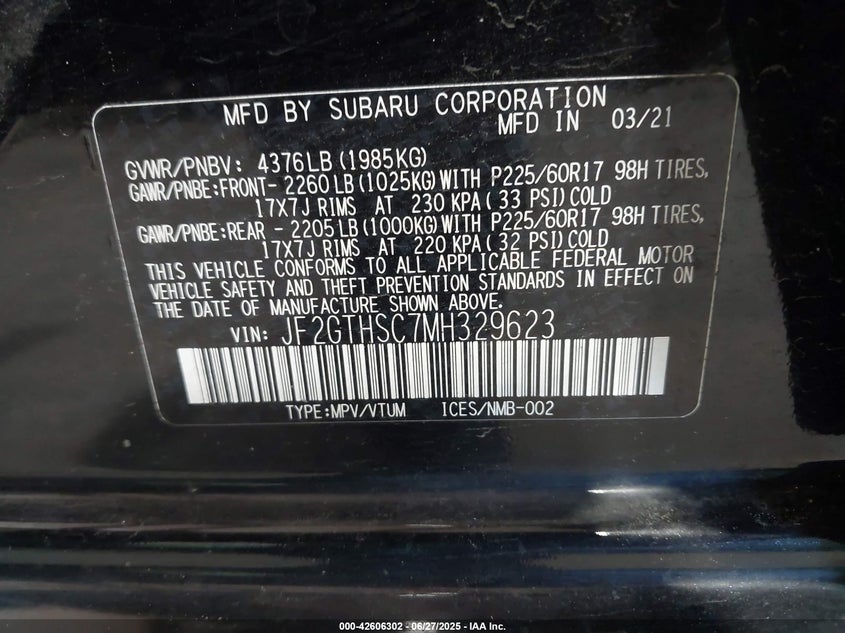 MFD BY SUBARU CORPORATION
MFD IN 03/21
GVWR/PNBV: 4376LB (1985KG)
GAWR/PNBE:FRONT- 2260LB (1025KG) WITH P225/60R17 98H TIRES,
17X7J RIMS AT 230 KPA ( 33 PSI) COLD
GAWR/PNBE:REAR - 2205LB (1000KG) WITH P225/60R17 98H TIRES,
17X7J RIMS AT 220 KPA ( 32 PSI) COLD
THIS VEHICLE CONFORMS TO ALL APPLICABLE FEDERAL MOTOR
VEHICLE SAFETY AND THEFT PREVENTION STANDARDS IN EFFECT ON
THE DATE OF MANUFACTURE SHOWN ABOVE.
VIN: JF2GTHSC7MH329623
TYPE:MPV/VTUM ICES/NMB-002
000-42606302 - 06/27/2025 - IAA Inc.